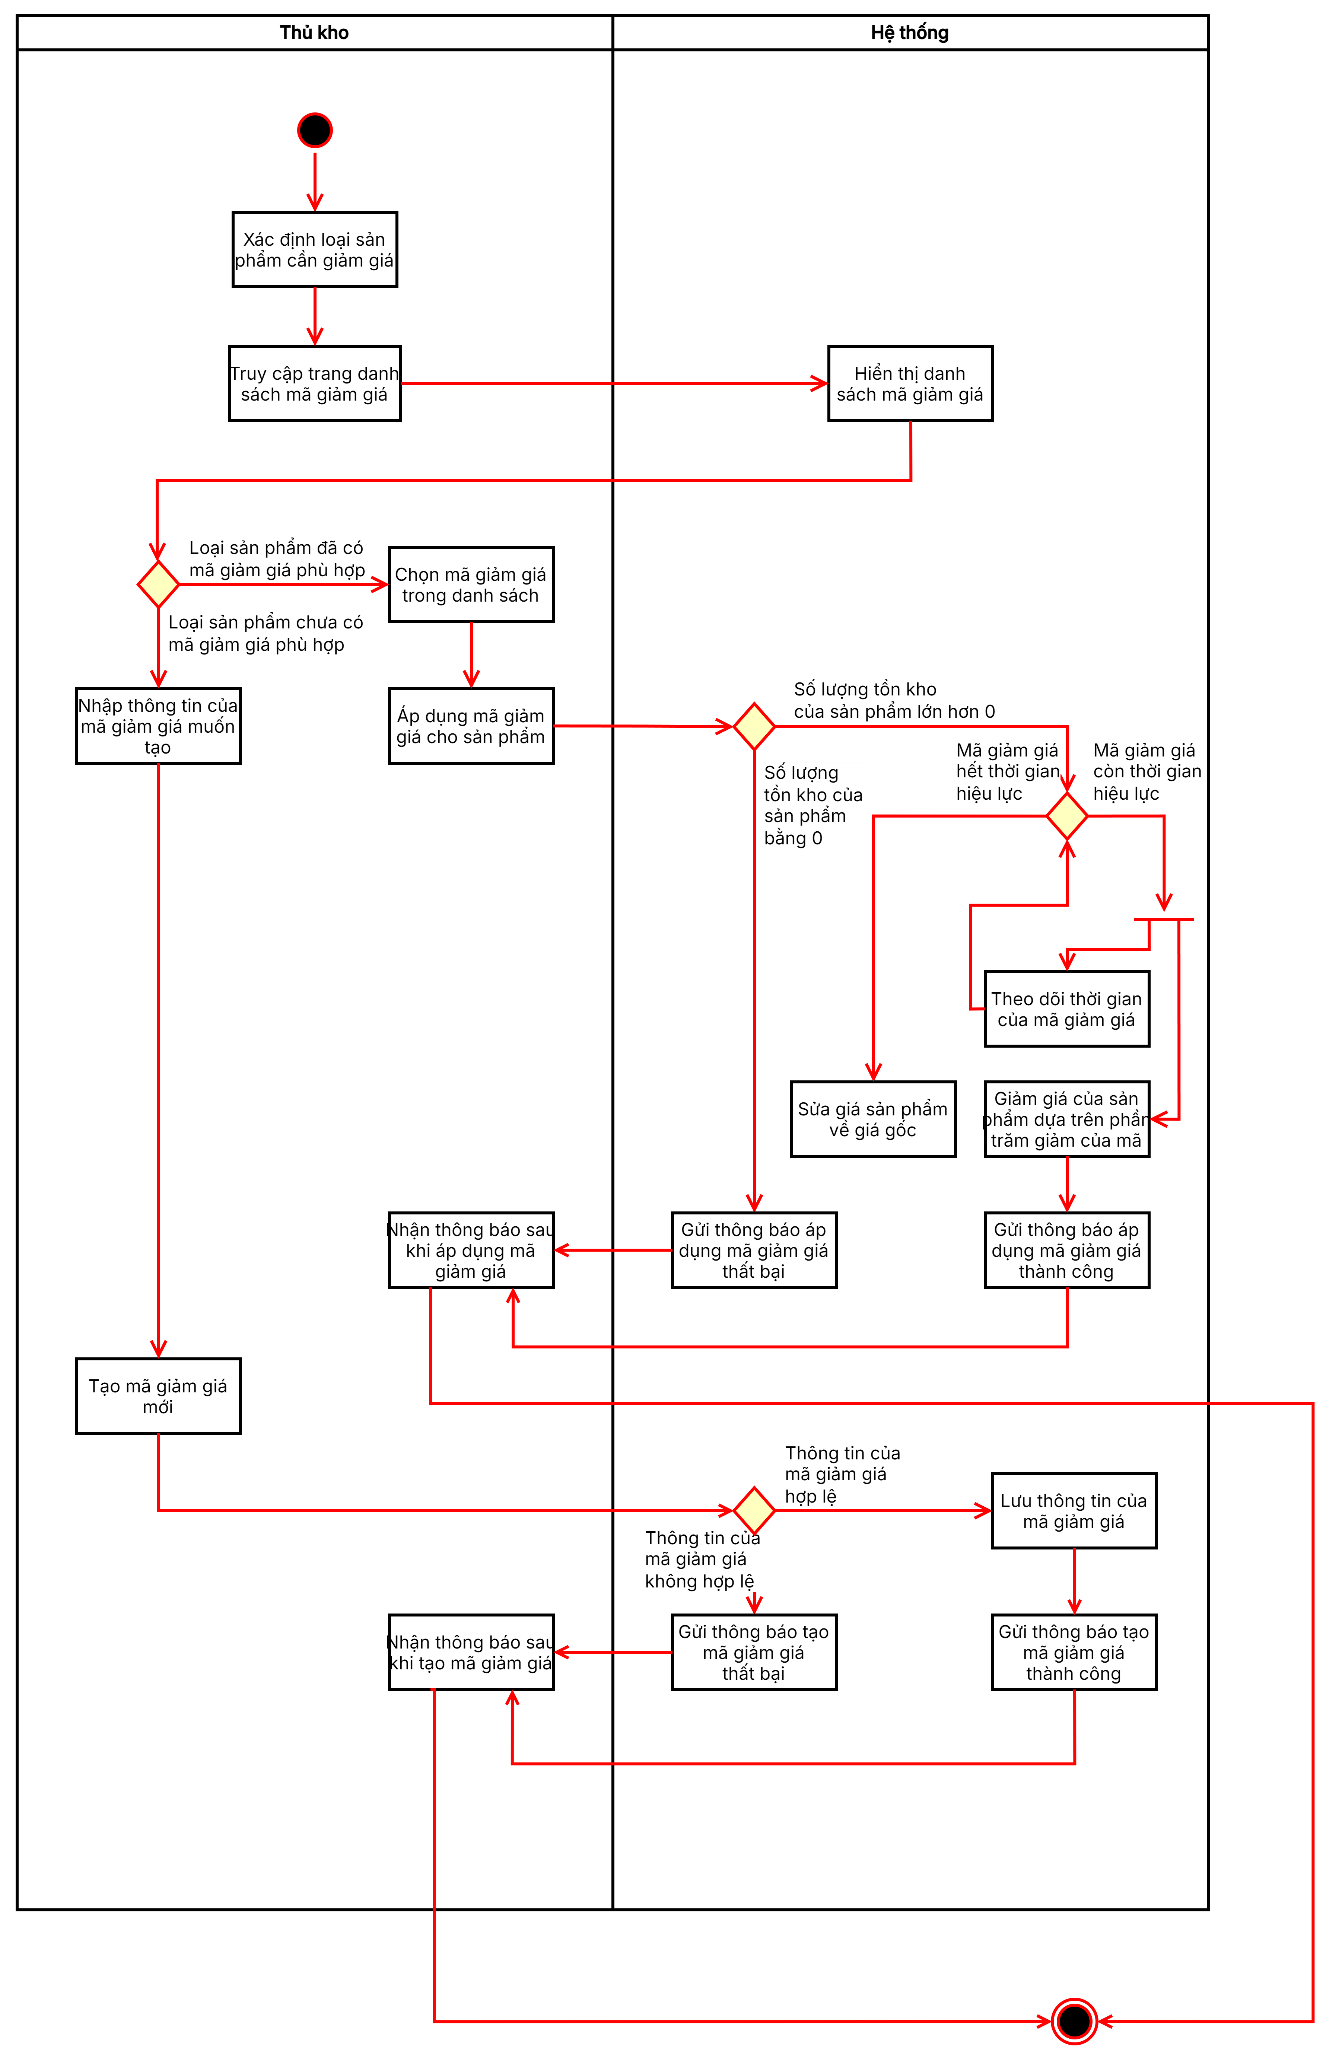 Thủ kho
Hệ thống
Xác định loại sản
phẩm cần giảm giá
Truy cập trang danh
sách mã giảm giá
Hiển thị danh
sách mã giảm giá
Loại sản phẩm đã có
mã giảm giá phù hợp
Chọn mã giảm giá
trong danh sách
Loại sản phẩm chưa có
mã giảm giá phù hợp
Nhập thông tin của
mã giảm giá muốn
tạo
Áp dụng mã giảm
giá cho sản phẩm
Số lượng tồn kho
của sản phẩm lớn hơn 0
Số lượng
tồn kho của
sản phẩm
bằng 0
Mã giảm giá
hết thời gian
hiệu lực
Mã giảm giá
còn thời gian
hiệu lực
Theo dõi thời gian
của mã giảm giá
Sửa giá sản phẩm
về giá gốc
Giảm giá của sản
phẩm dựa trên phần
trăm giảm của mã
Nhận thông báo sau
khi áp dụng mã
giảm giá
Gửi thông báo áp
dụng mã giảm giá
thất bại
Gửi thông báo áp
dụng mã giảm giá
thành công
Tạo mã giảm giá
mới
Thông tin của
mã giảm giá
hợp lệ
Lưu thông tin của
mã giảm giá
Thông tin của
mã giảm giá
không hợp lệ
Nhận thông báo sau
khi tạo mã giảm giá
Gửi thông báo tạo
mã giảm giá
thất bại
Gửi thông báo tạo
mã giảm giá
thành công